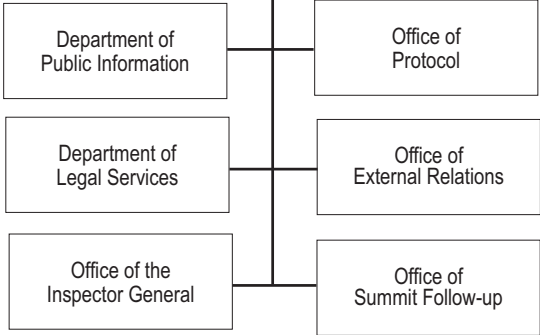 Department of
Public Information
Office of
Protocol
Department of
Legal Services
Office of
External Relations
Office of the
Inspector General
Office of
Summit Follow-up